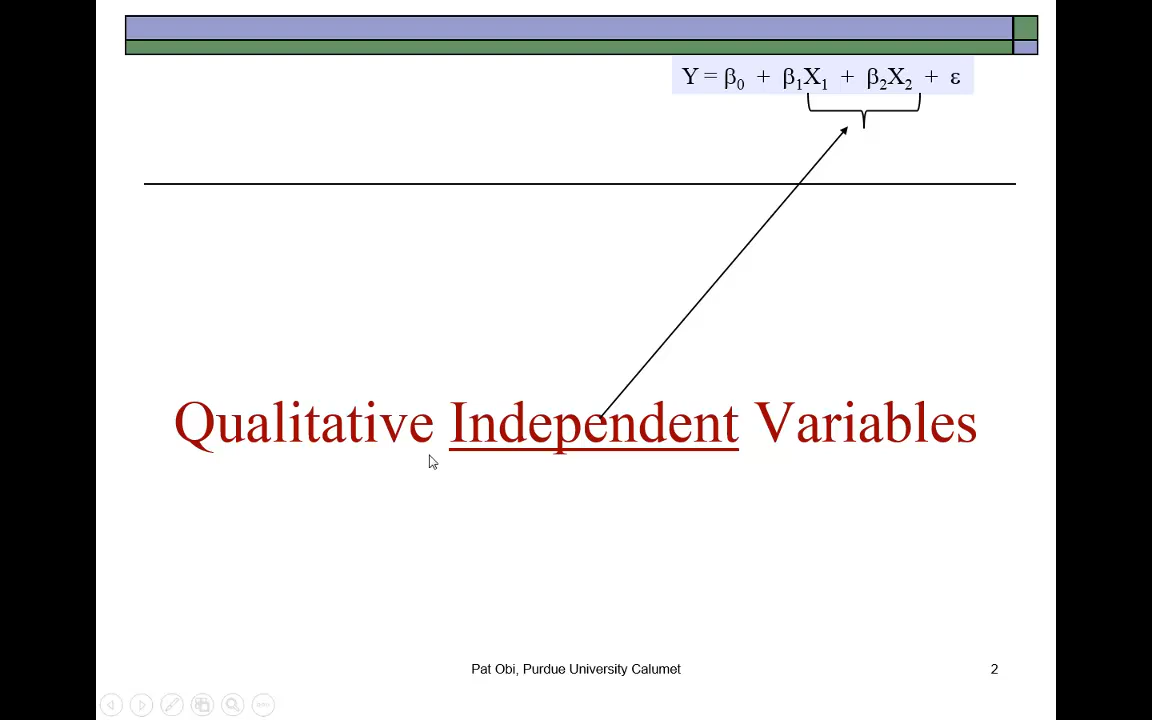 Y = β₀ + β₁X₁ + β₂X₂ + ε
Qualitative Independent Variables
Pat Obi, Purdue University Calumet
2